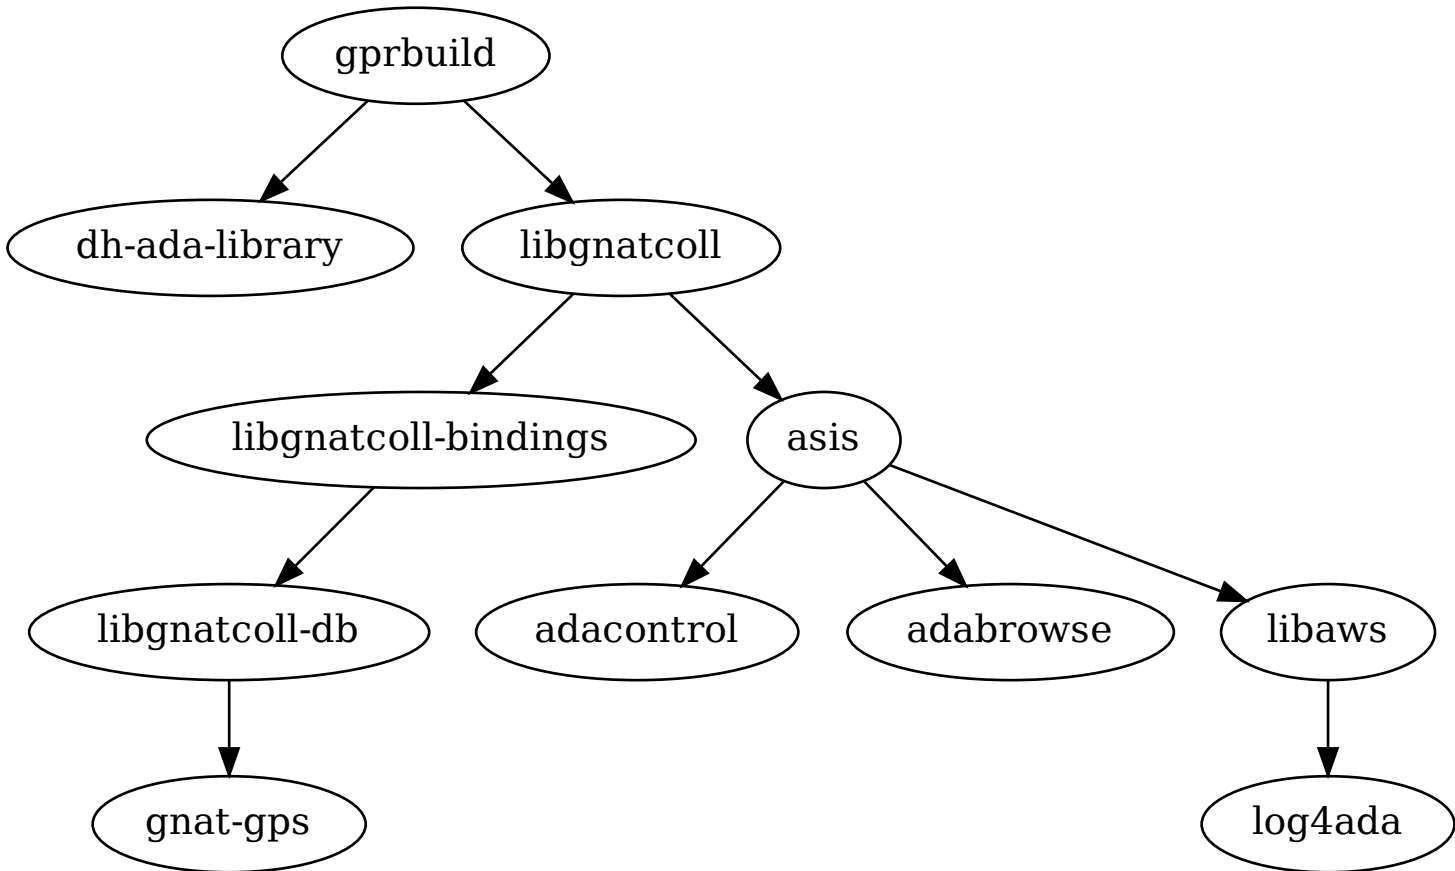 gprbuild
dh-ada-library
libgnatcoll
libgnatcoll-bindings
asis
libgnatcoll-db
adacontrol
adabrowse
libaws
gnat-gps
log4ada